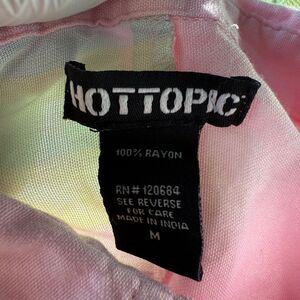 HOTTOPIC
100% RAYON
RN# 120684
SEE REVERSE
FOR CARE
MADE IN INDIA
M